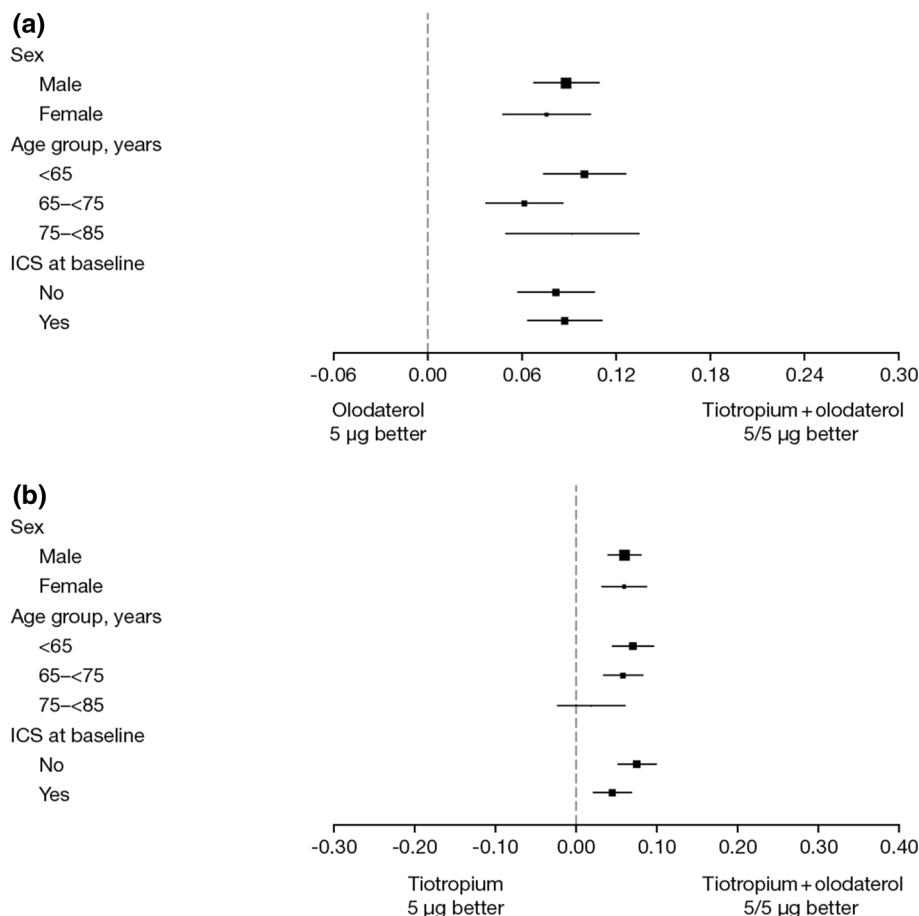 (a)
Sex
Male
Female
Age group, years
<65
65–<75
75–<85
ICS at baseline
No
Yes
-0.06 0.00 0.06 0.12 0.18 0.24 0.30
Olodaterol Tiotropium + olodaterol
5 µg better 5/5 µg better
(b)
Sex
Male
Female
Age group, years
<65
65–<75
75–<85
ICS at baseline
No
Yes
-0.30 -0.20 -0.10 0.00 0.10 0.20 0.30 0.40
Tiotropium Tiotropium + olodaterol
5 µg better 5/5 µg better